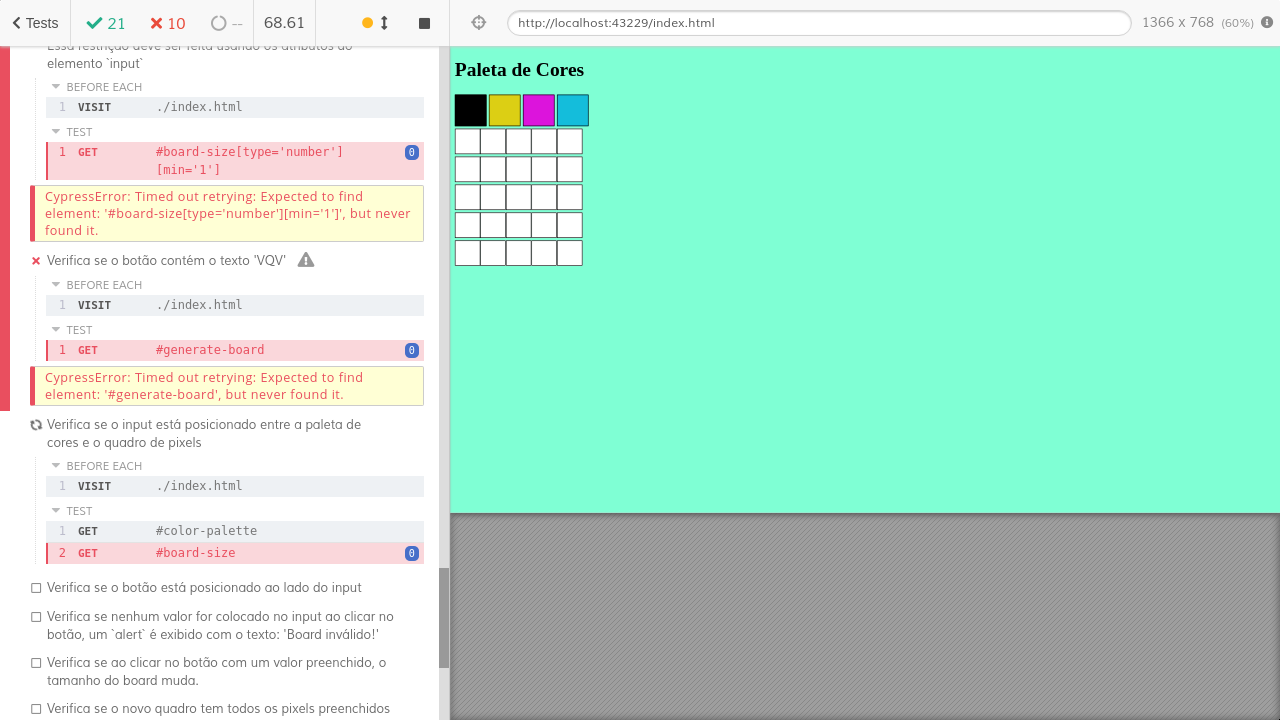 Tests 21 10 -- 68.61 http://localhost:43229/index.html 1366 x 768 (60%)
Essa restrição deve ser feita usando os atributos do
elemento `input`
BEFORE EACH
1 VISIT ./index.html
TEST
1 GET #board-size[type='number'] 0
[min='1']
CypressError: Timed out retrying: Expected to find
element: '#board-size[type='number'][min='1']', but never
found it.
Verifica se o botão contém o texto 'VQV'
BEFORE EACH
1 VISIT ./index.html
TEST
1 GET #generate-board 0
CypressError: Timed out retrying: Expected to find
element: '#generate-board', but never found it.
Verifica se o input está posicionado entre a paleta de
cores e o quadro de pixels
BEFORE EACH
1 VISIT ./index.html
TEST
1 GET #color-palette
2 GET #board-size 0
Verifica se o botão está posicionado ao lado do input
Verifica se nenhum valor for colocado no input ao clicar no
botão, um `alert` é exibido com o texto: 'Board inválido!'
Verifica se ao clicar no botão com um valor preenchido, o
tamanho do board muda.
Verifica se o novo quadro tem todos os pixels preenchidos
Paleta de Cores